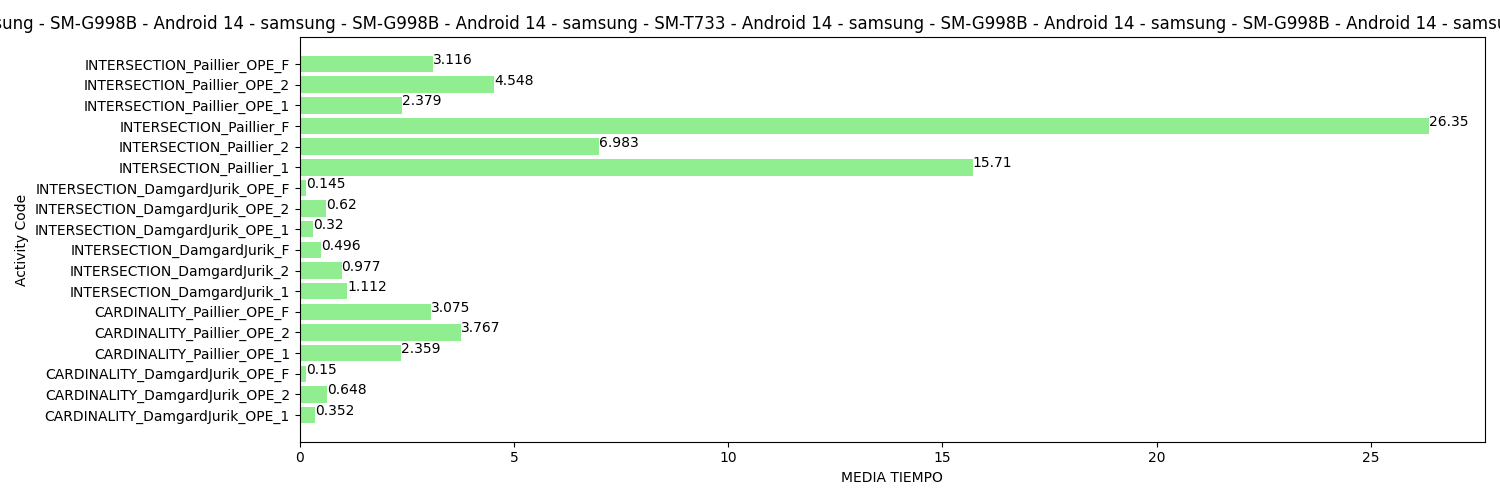 - SM-G998B - Android 14 - samsung - SM-G998B - Android 14 - samsung - SM-T733 - Android 14 - samsung - SM-G998B - Android 14 - samsung - SM-G998B - Android 14 -
INTERSECTION_Paillier_OPE_F 3.116
INTERSECTION_Paillier_OPE_2 4.548
INTERSECTION_Paillier_OPE_1 2.379
INTERSECTION_Paillier_F 26.35
INTERSECTION_Paillier_2 6.983
INTERSECTION_Paillier_1 15.71
INTERSECTION_DamgardJurik_OPE_F 0.145
INTERSECTION_DamgardJurik_OPE_2 0.62
INTERSECTION_DamgardJurik_OPE_1 0.32
INTERSECTION_DamgardJurik_F 0.496
INTERSECTION_DamgardJurik_2 0.977
INTERSECTION_DamgardJurik_1 1.112
CARDINALITY_Paillier_OPE_F 3.075
CARDINALITY_Paillier_OPE_2 3.767
CARDINALITY_Paillier_OPE_1 2.359
CARDINALITY_DamgardJurik_OPE_F 0.15
CARDINALITY_DamgardJurik_OPE_2 0.648
CARDINALITY_DamgardJurik_OPE_1 0.352
Activity Code
0 5 10 15 20 25
MEDIA TIEMPO